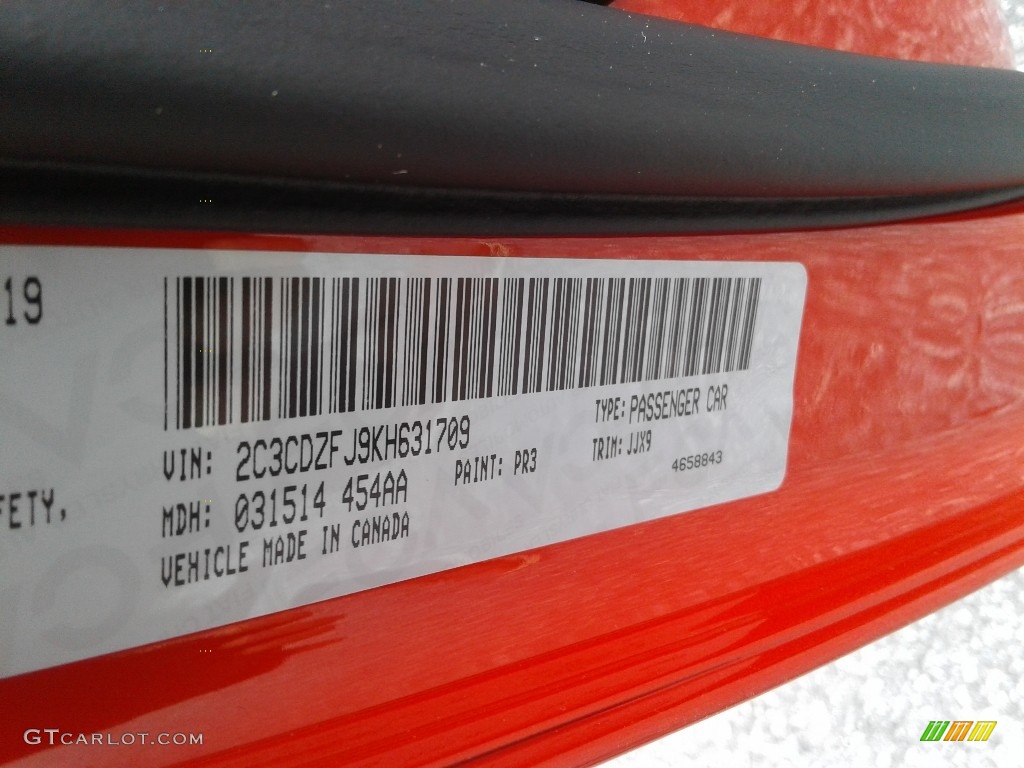 19
FETY,
VIN: 2C3CDZFJ9KH631709
TYPE: PASSENGER CAR
MDH: 031514 454AA
PAINT: PR3
TRIM: JJX9
VEHICLE MADE IN CANADA
4658843
GTCARLOT.COM